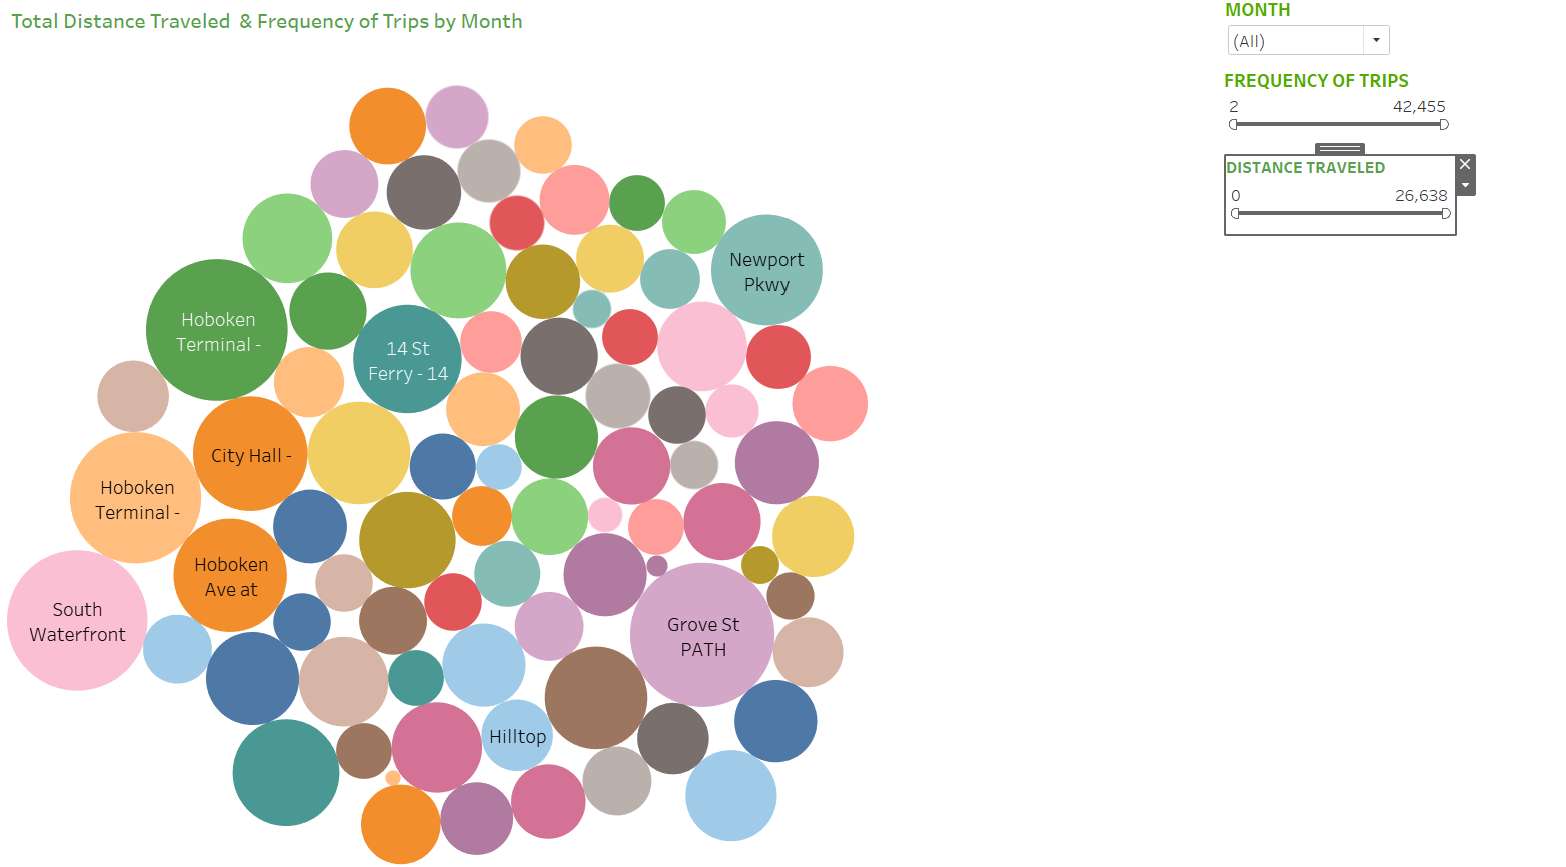 Total Distance Traveled & Frequency of Trips by Month
MONTH
(All)
FREQUENCY OF TRIPS
2
42,455
DISTANCE TRAVELED
0
26,638
Newport
Pkwy
Hoboken
Terminal -
14 St
Ferry - 14
City Hall -
Hoboken
Terminal -
Hoboken
Ave at
South
Waterfront
Grove St
PATH
Hilltop